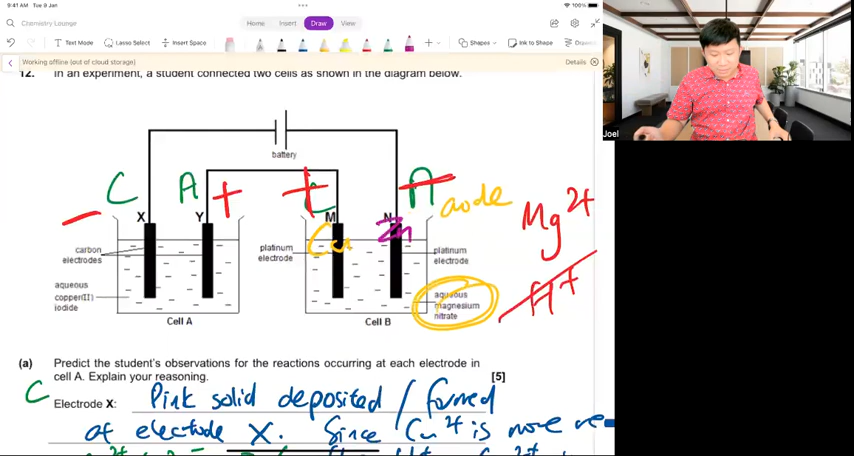 9:41 AM Tue 9 Jan
100%
Chemistry Lounge
Home Insert Draw View
Text Mode Lasso Select Insert Space Shapes Ink to Shape
Working offline (out of cloud storage) Details
12. In an experiment, a student connected two cells as shown in the diagram below.
battery
C A C A anode
− + +
X Y M N
Cu Zn
Mg2+
H+
carbon
electrodes
platinum
electrode
platinum
electrode
aqueous
copper(II)
iodide
aqueous
magnesium
nitrate
Cell A
Cell B
(a) Predict the student's observations for the reactions occurring at each electrode in
cell A. Explain your reasoning. [5]
C
Electrode X: Pink solid deposited / formed
at electrode X. Since Cu2+ is more
Joel